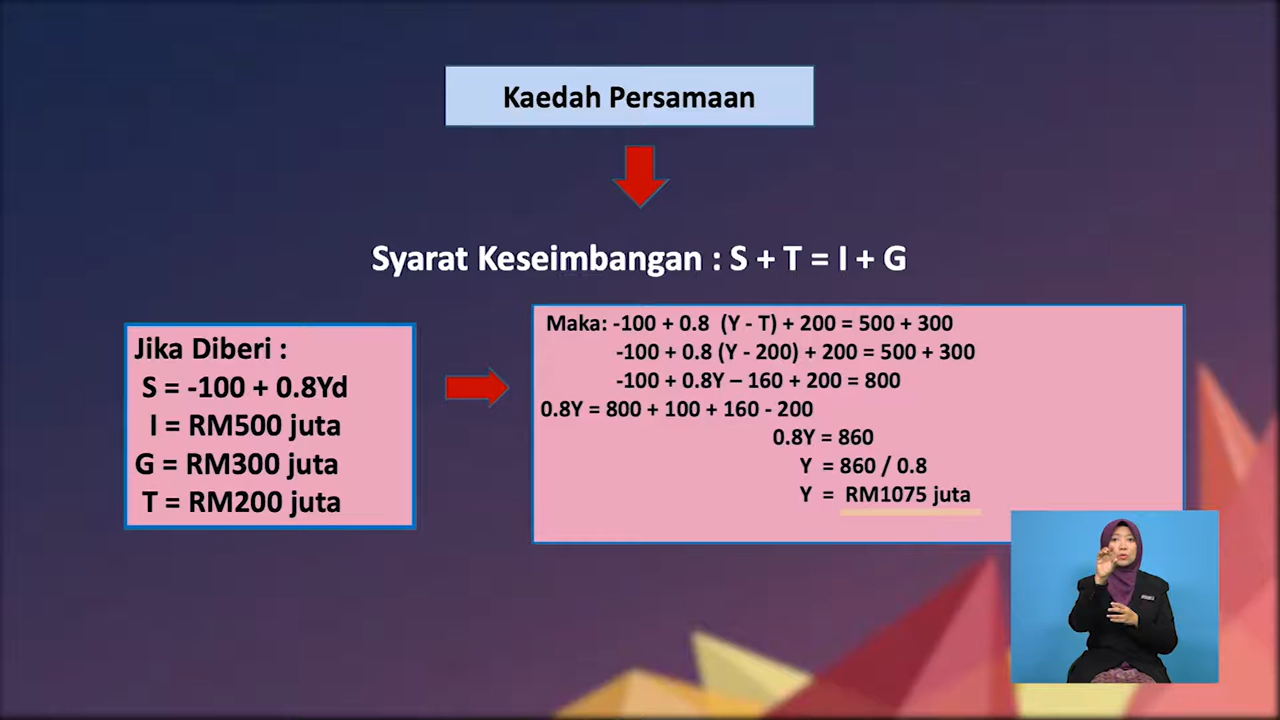 Kaedah Persamaan
Syarat Keseimbangan : S + T = I + G
Jika Diberi :
S = -100 + 0.8Yd
I = RM500 juta
G = RM300 juta
T = RM200 juta
Maka: -100 + 0.8 (Y - T) + 200 = 500 + 300
-100 + 0.8 (Y - 200) + 200 = 500 + 300
-100 + 0.8Y – 160 + 200 = 800
0.8Y = 800 + 100 + 160 - 200
0.8Y = 860
Y = 860 / 0.8
Y = RM1075 juta